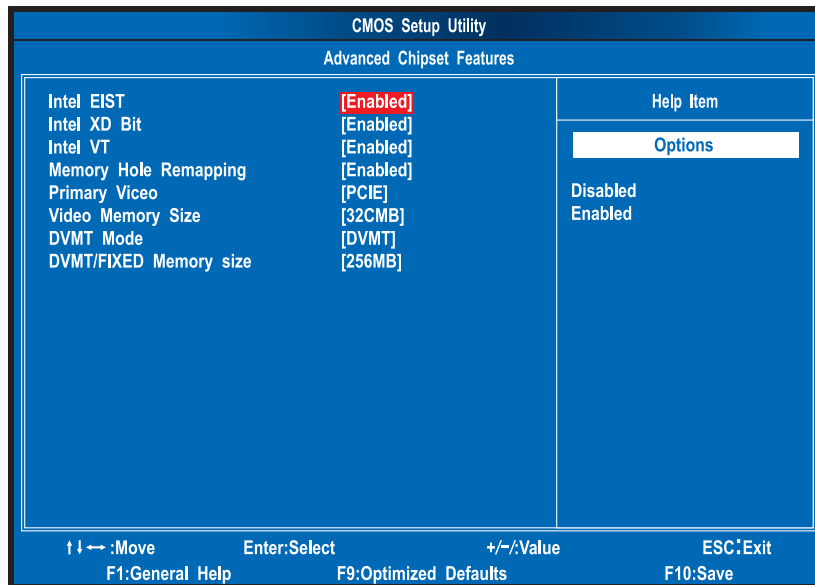 CMOS Setup Utility
Advanced Chipset Features
Intel EIST [Enabled]
Intel XD Bit [Enabled]
Intel VT [Enabled]
Memory Hole Remapping [Enabled]
Primary Viceo [PCIE]
Video Memory Size [32CMB]
DVMT Mode [DVMT]
DVMT/FIXED Memory size [256MB]
Help Item
Options
Disabled
Enabled
↑↓↔ :Move Enter:Select +/−/:Value ESC:Exit
F1:General Help F9:Optimized Defaults F10:Save